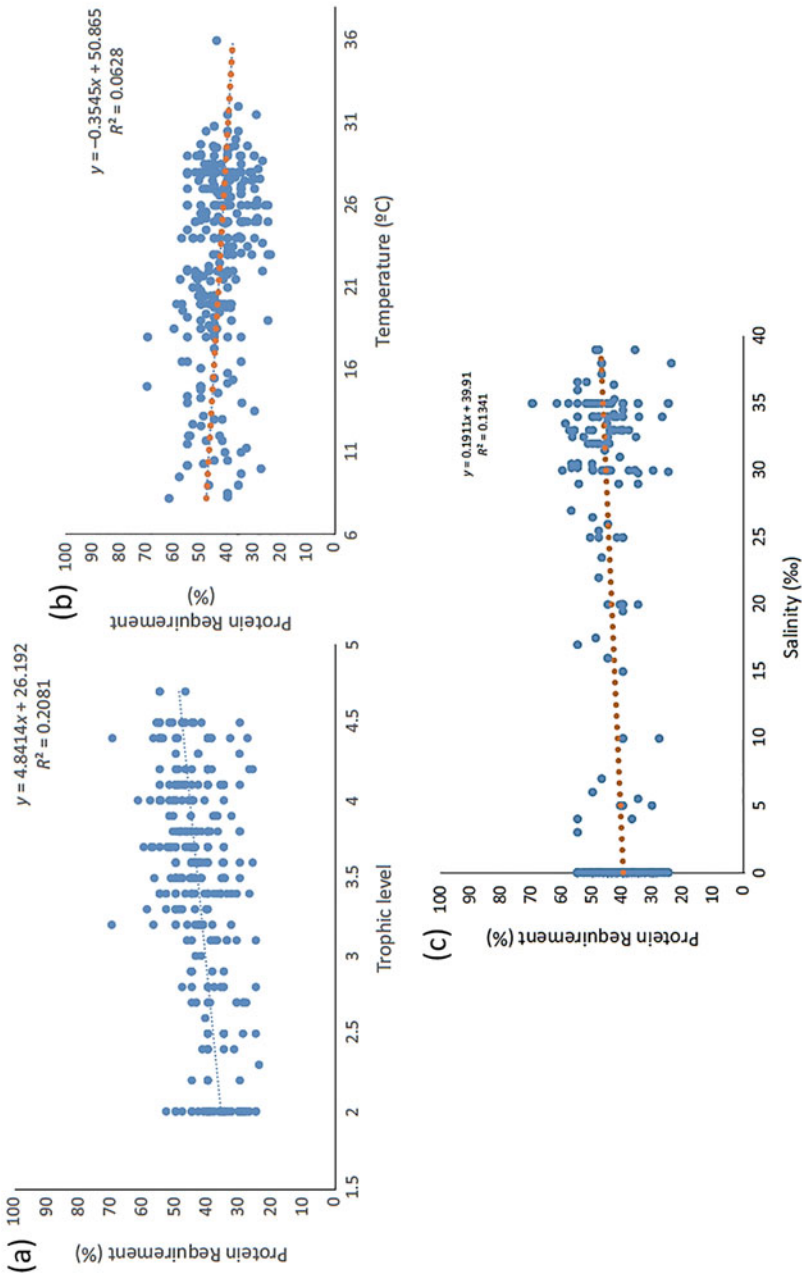 (a)
y = 4.8414x + 26.192
R² = 0.2081
100
90
80
70
60
50
40
30
20
10
0
Protein Requirement
(%)
1.5 2 2.5 3 3.5 4 4.5 5
Trophic level
(b)
y = −0.3545x + 50.865
R² = 0.0628
100
90
80
70
60
50
40
30
20
10
0
Protein Requirement
(%)
6 11 16 21 26 31 36
Temperature (ºC)
(c)
y = 0.1911x + 39.91
R² = 0.1341
100
90
80
70
60
50
40
30
20
10
0
Protein Requirement
(%)
0 5 10 15 20 25 30 35 40
Salinity (‰)